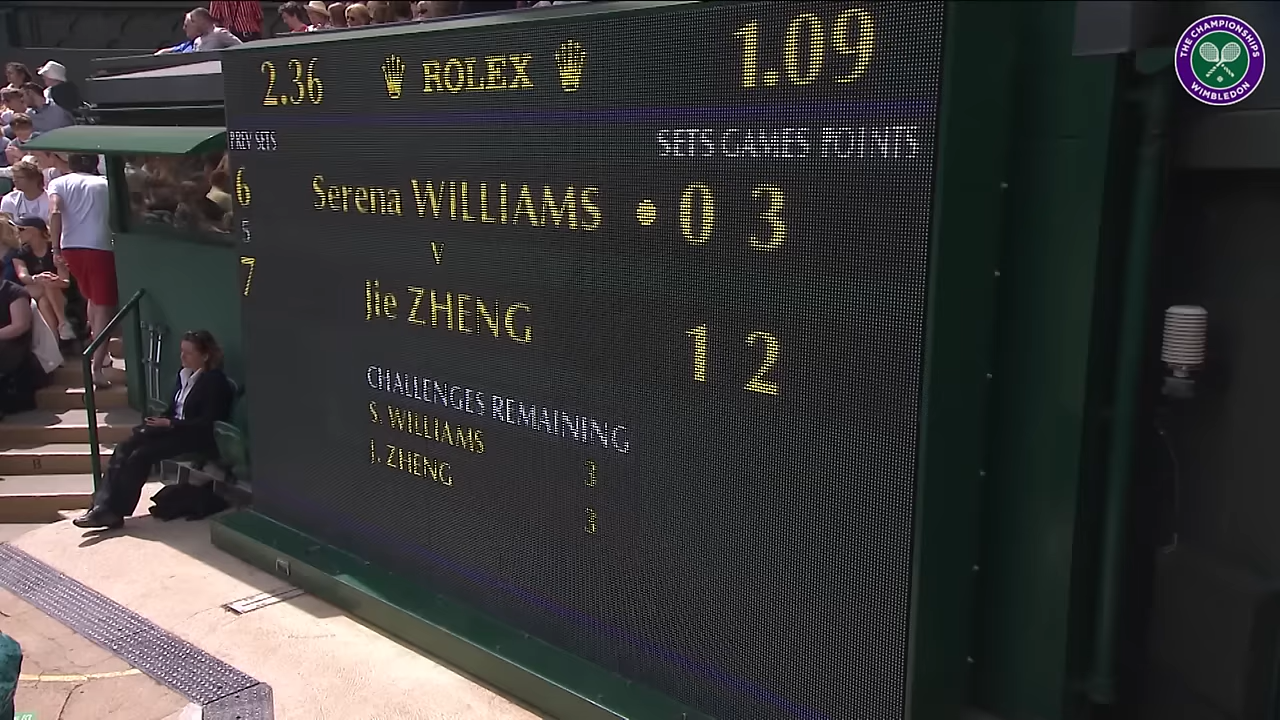 THE CHAMPIONSHIPS
WIMBLEDON
2.36 ROLEX 1.09
PREV SETS SETS GAMES POINTS
6 Serena WILLIAMS • 0 3
5
v
7 Jie ZHENG 1 2
CHALLENGES REMAINING
S. WILLIAMS 3
J. ZHENG 3